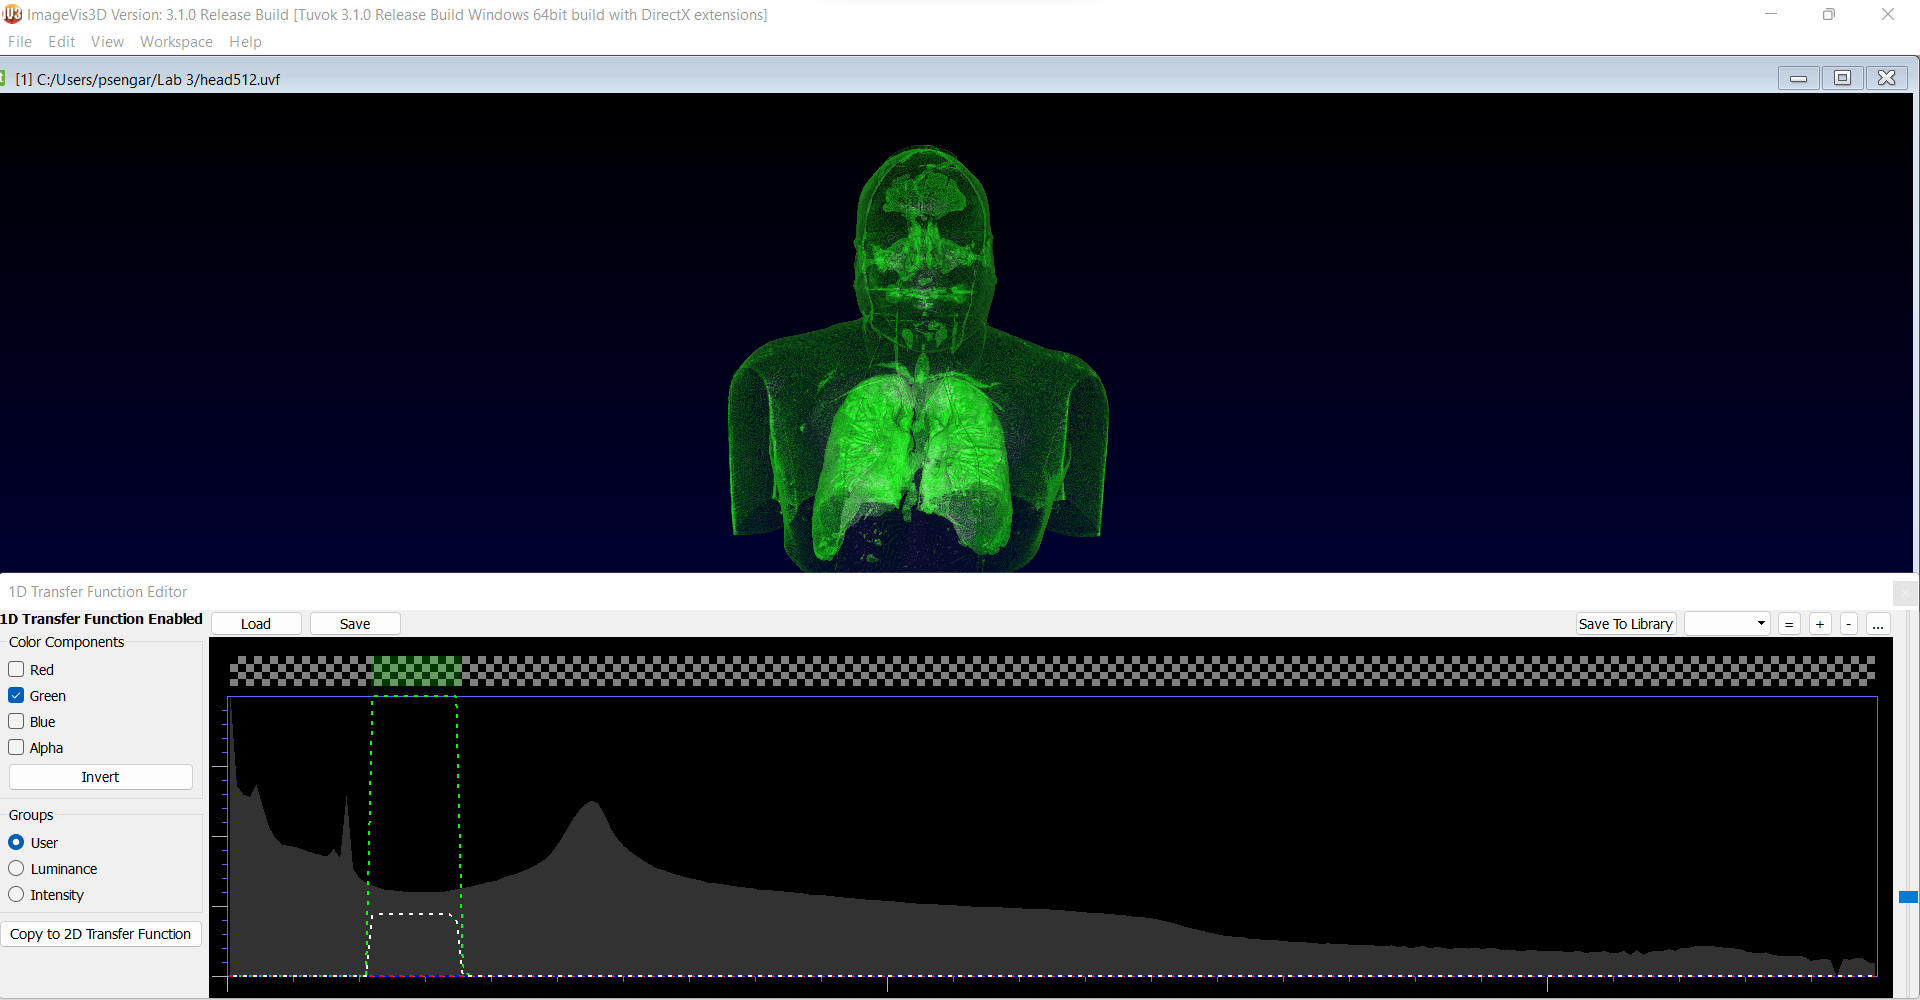 ImageVis3D Version: 3.1.0 Release Build [Tuvok 3.1.0 Release Build Windows 64bit build with DirectX extensions]
File Edit View Workspace Help
[1] C:/Users/psengar/Lab 3/head512.uvf
1D Transfer Function Editor
1D Transfer Function Enabled
Load Save Save To Library = + - ...
Color Components
Red
Green
Blue
Alpha
Invert
Groups
User
Luminance
Intensity
Copy to 2D Transfer Function